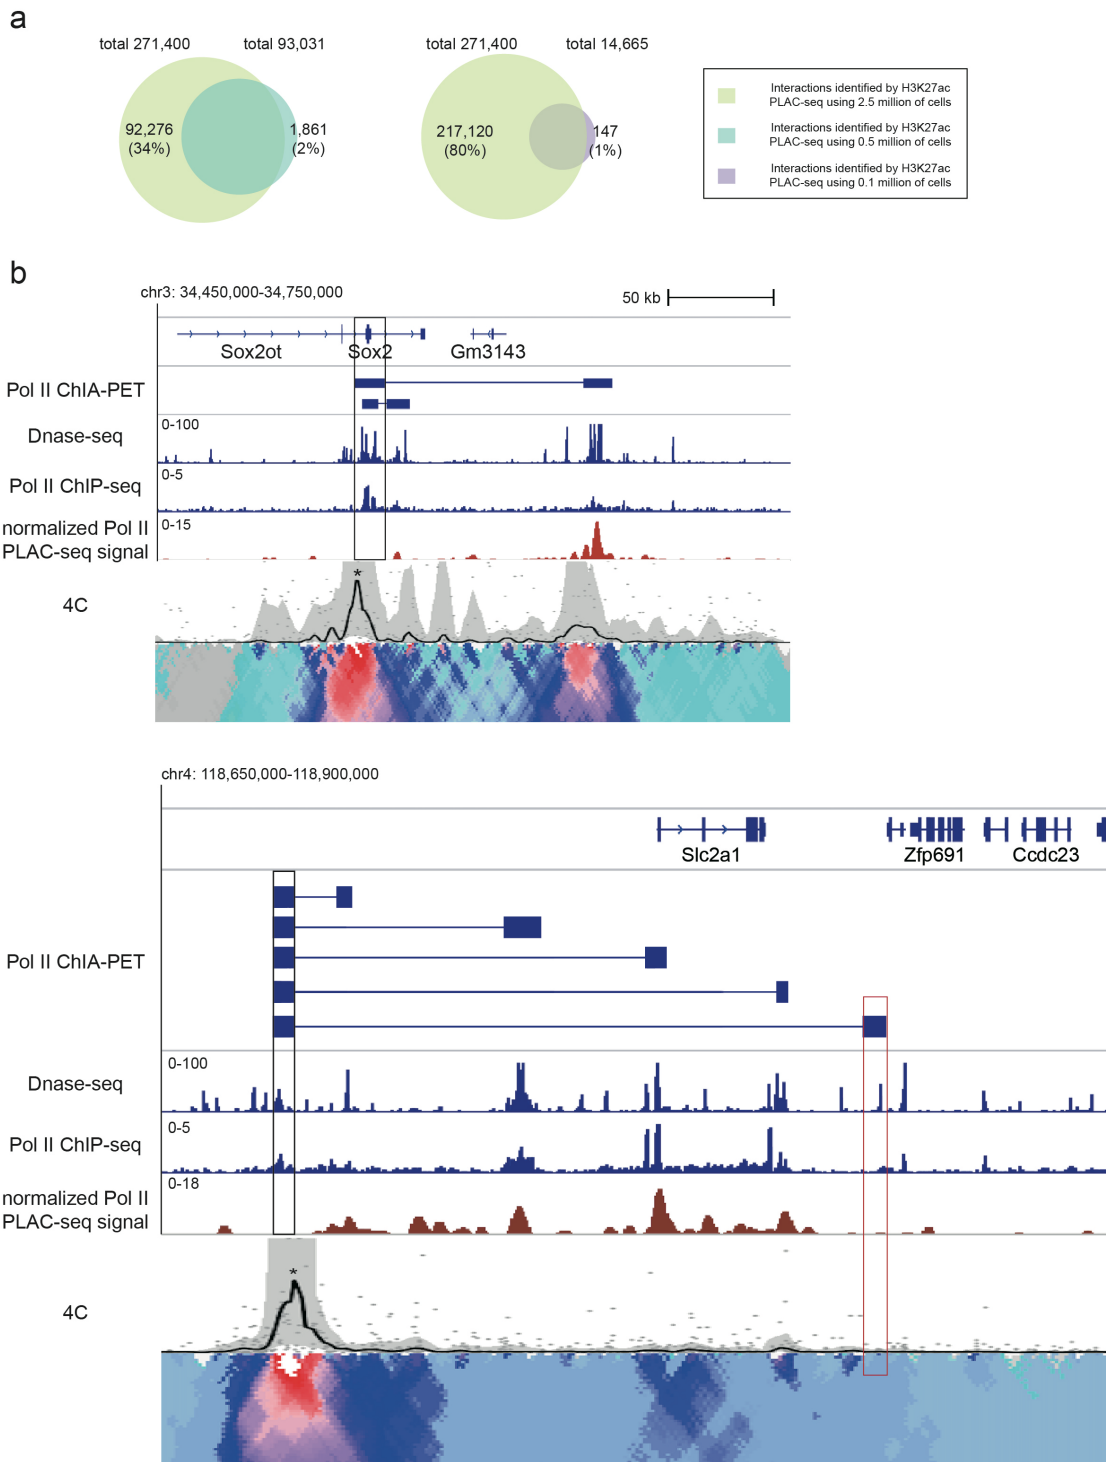 a
total 271,400
total 93,031
total 271,400
total 14,665
92,276
(34%)
1,861
(2%)
217,120
(80%)
147
(1%)
Interactions identified by H3K27ac
PLAC-seq using 2.5 million of cells
Interactions identified by H3K27ac
PLAC-seq using 0.5 million of cells
Interactions identified by H3K27ac
PLAC-seq using 0.1 million of cells
b
chr3: 34,450,000-34,750,000
50 kb
Sox2ot
Sox2
Gm3143
Pol II ChIA-PET
Dnase-seq
0-100
Pol II ChIP-seq
0-5
normalized Pol II
PLAC-seq signal
0-15
4C
*
chr4: 118,650,000-118,900,000
Slc2a1
Zfp691
Ccdc23
Pol II ChIA-PET
Dnase-seq
0-100
Pol II ChIP-seq
0-5
normalized Pol II
PLAC-seq signal
0-18
4C
*